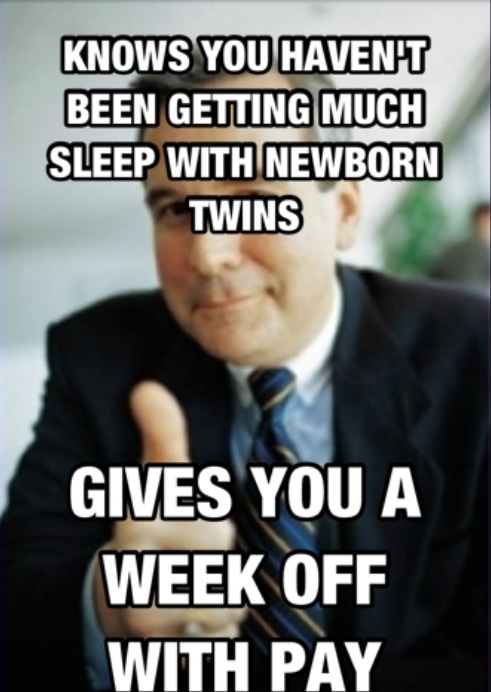 KNOWS YOU HAVEN'T
BEEN GETTING MUCH
SLEEP WITH NEWBORN
TWINS
GIVES YOU A
WEEK OFF
WITH PAY